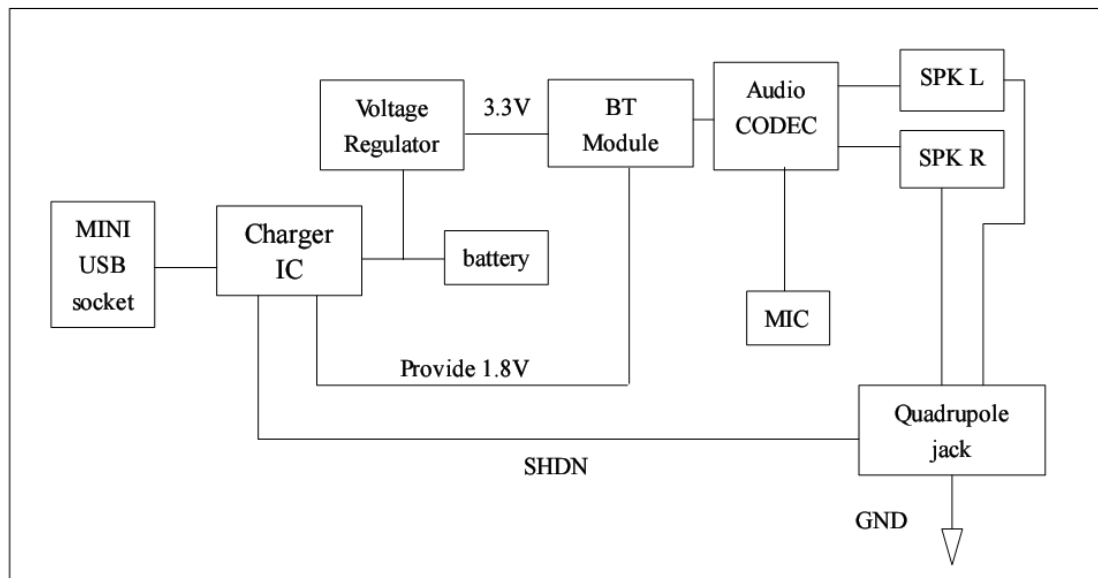 Voltage
Regulator
3.3V
BT
Module
Audio
CODEC
SPK L
SPK R
MINI
USB
socket
Charger
IC
battery
MIC
Provide 1.8V
Quadrupole
jack
SHDN
GND